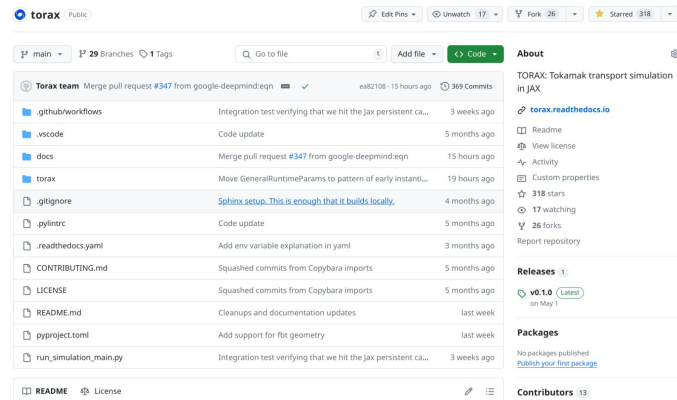 torax Public
Edit Pins Unwatch 17 Fork 26 Starred 318
main 29 Branches 1 Tags Go to file t Add file Code
Torax team Merge pull request #347 from google-deepmind:eqn ea82108 · 15 hours ago 369 Commits
.github/workflows Integration test verifying that we hit the Jax persistent ca... 3 weeks ago
.vscode Code update 5 months ago
docs Merge pull request #347 from google-deepmind:eqn 15 hours ago
torax Move GeneralRuntimeParams to pattern of early instanti... 19 hours ago
.gitignore Sphinx setup. This is enough that it builds locally. 4 months ago
.pylintrc Code update 5 months ago
.readthedocs.yaml Add env variable explanation in yaml 3 months ago
CONTRIBUTING.md Squashed commits from Copybara imports 5 months ago
LICENSE Squashed commits from Copybara imports 5 months ago
README.md Cleanups and documentation updates last week
pyproject.toml Add support for fbt geometry last week
run_simulation_main.py Integration test verifying that we hit the Jax persistent ca... 3 weeks ago
README License
About
TORAX: Tokamak transport simulation
in JAX
torax.readthedocs.io
Readme
View license
Activity
Custom properties
318 stars
17 watching
26 forks
Report repository
Releases 1
v0.1.0 Latest
on May 1
Packages
No packages published
Publish your first package
Contributors 13